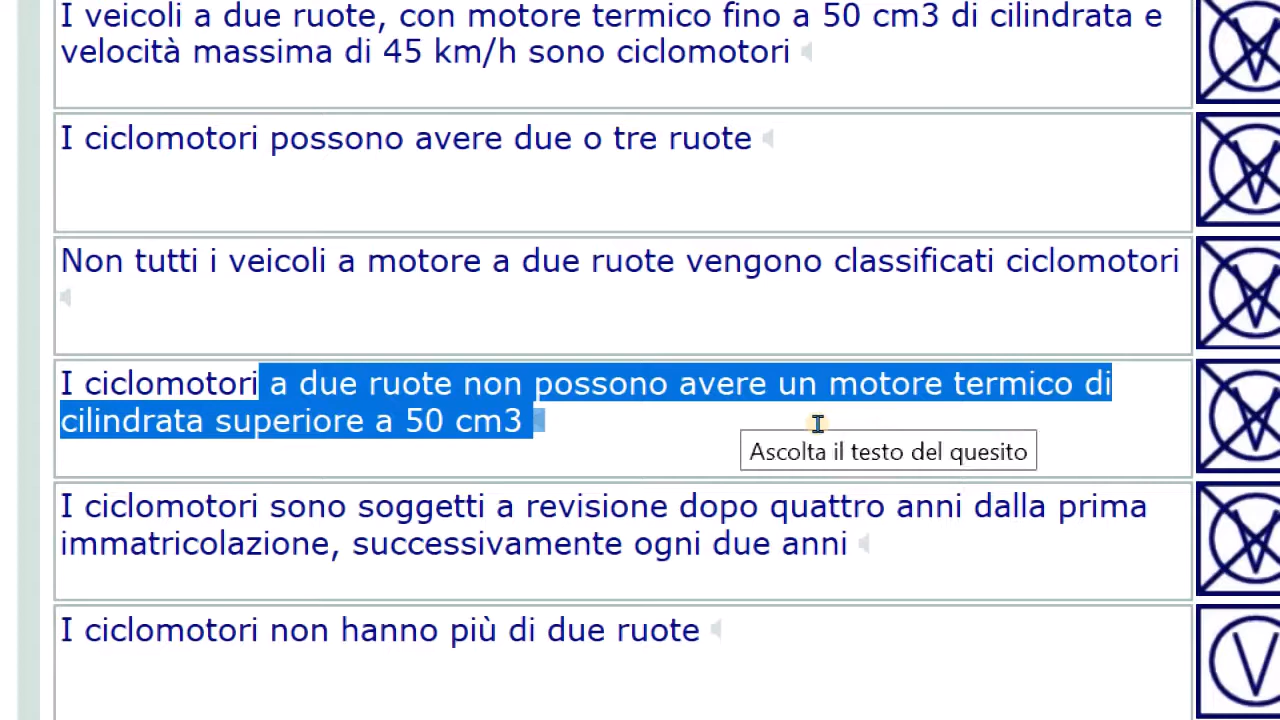 I veicoli a due ruote, con motore termico fino a 50 cm3 di cilindrata e
velocità massima di 45 km/h sono ciclomotori
I ciclomotori possono avere due o tre ruote
Non tutti i veicoli a motore a due ruote vengono classificati ciclomotori
I ciclomotori a due ruote non possono avere un motore termico di
cilindrata superiore a 50 cm3
Ascolta il testo del quesito
I ciclomotori sono soggetti a revisione dopo quattro anni dalla prima
immatricolazione, successivamente ogni due anni
I ciclomotori non hanno più di due ruote
V
V
V
V
V
V